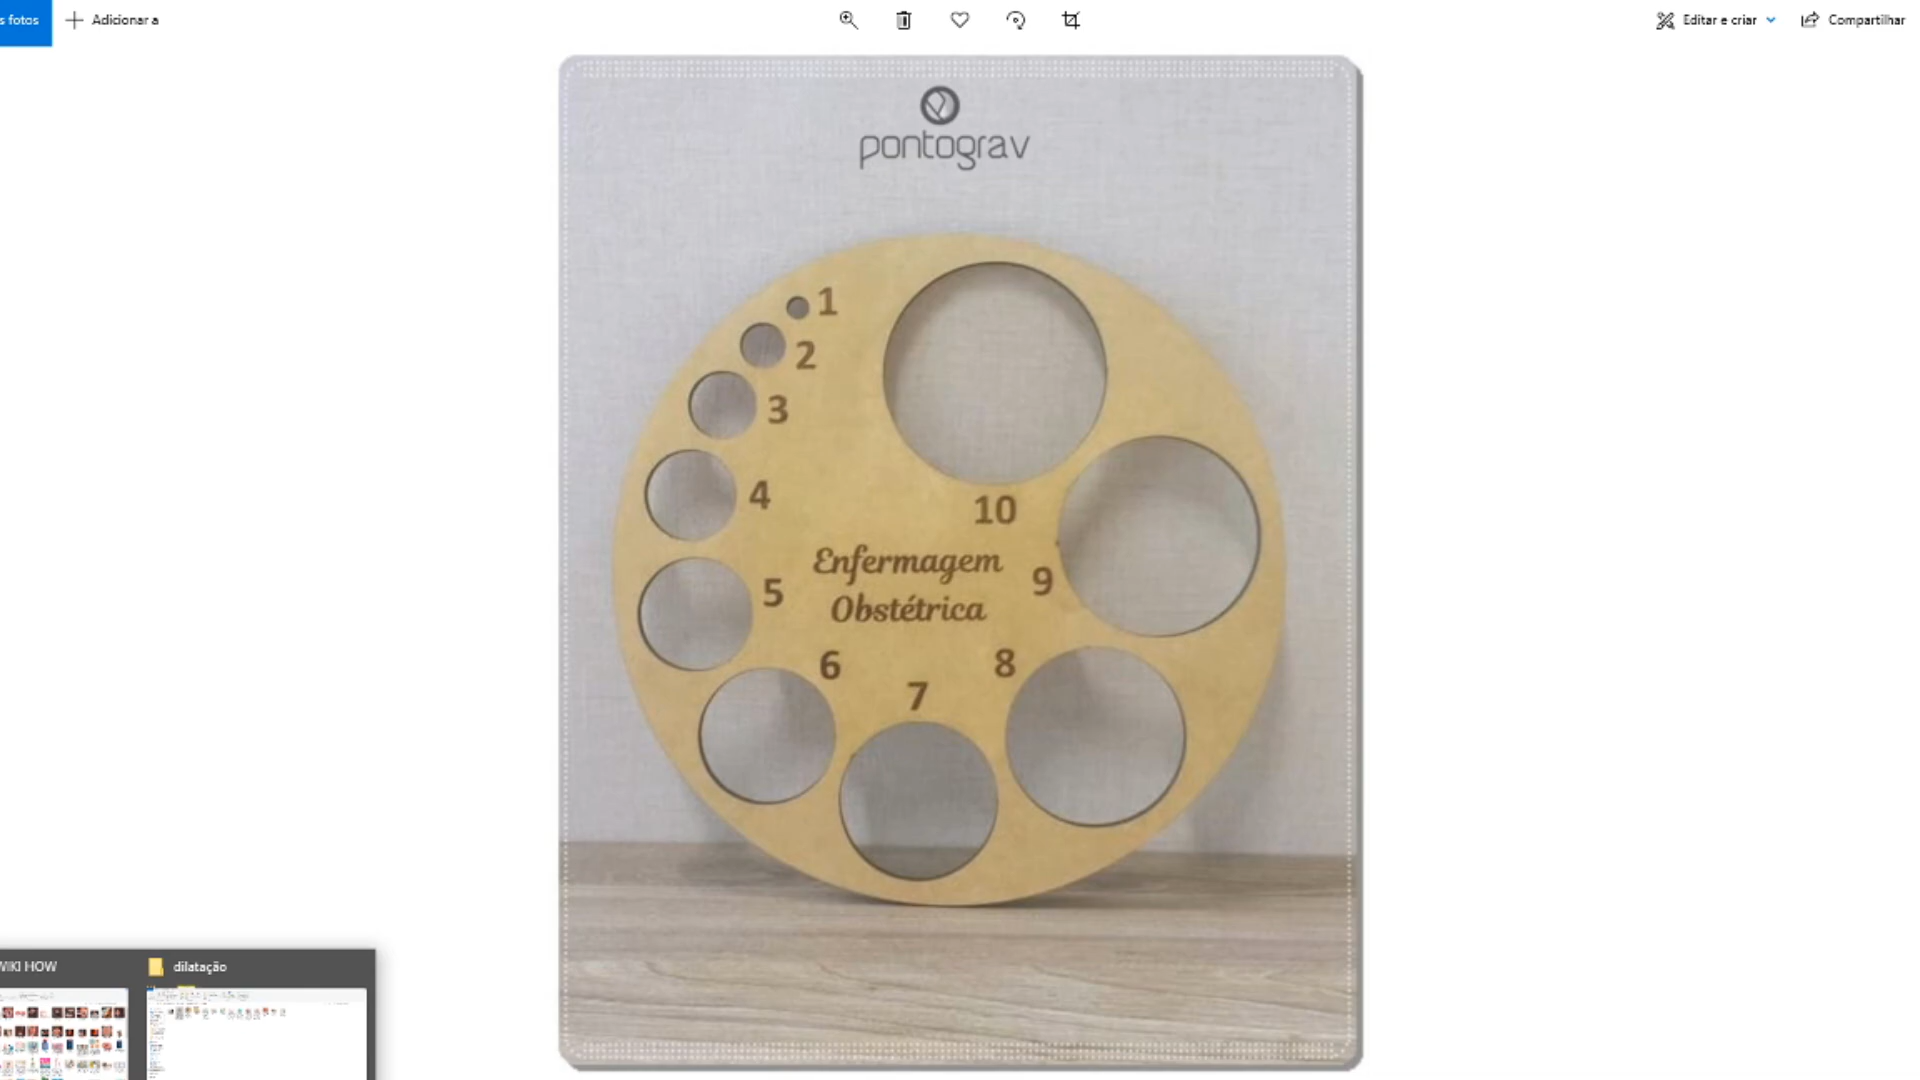 s fotos
Adicionar a
Editar e criar
Compartilhar
pontograv
1
2
3
4
5
6
7
8
9
10
Enfermagem
Obstétrica
WIKI HOW
dilatação